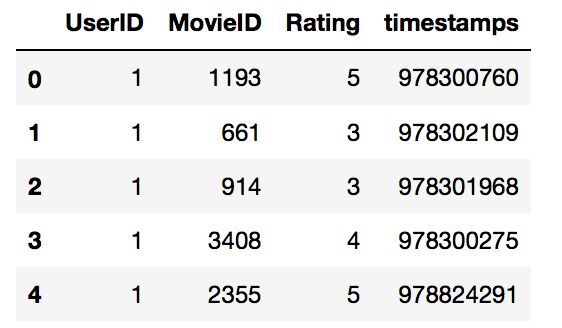 UserID MovieID Rating timestamps
0 1 1193 5 978300760
1 1 661 3 978302109
2 1 914 3 978301968
3 1 3408 4 978300275
4 1 2355 5 978824291